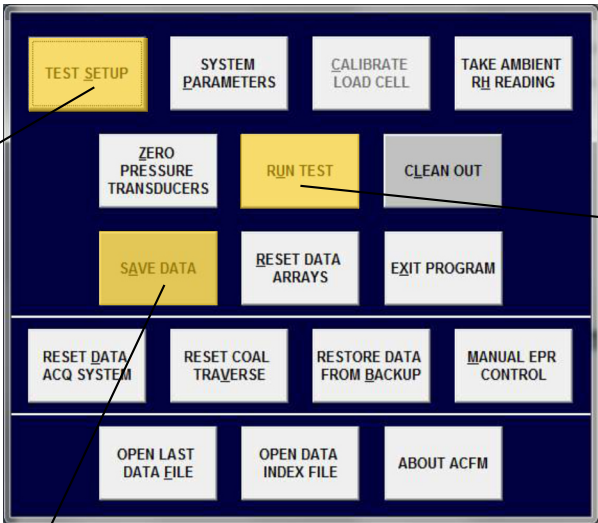 TEST SETUP
SYSTEM
PARAMETERS
CALIBRATE
LOAD CELL
TAKE AMBIENT
RH READING
ZERO
PRESSURE
TRANSDUCERS
RUN TEST
CLEAN OUT
SAVE DATA
RESET DATA
ARRAYS
EXIT PROGRAM
RESET DATA
ACQ SYSTEM
RESET COAL
TRAVERSE
RESTORE DATA
FROM BACKUP
MANUAL EPR
CONTROL
OPEN LAST
DATA FILE
OPEN DATA
INDEX FILE
ABOUT ACFM